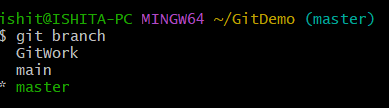 ishit@ISHITA-PC MINGW64 ~/GitDemo (master)
$ git branch
  GitWork
  main
* master